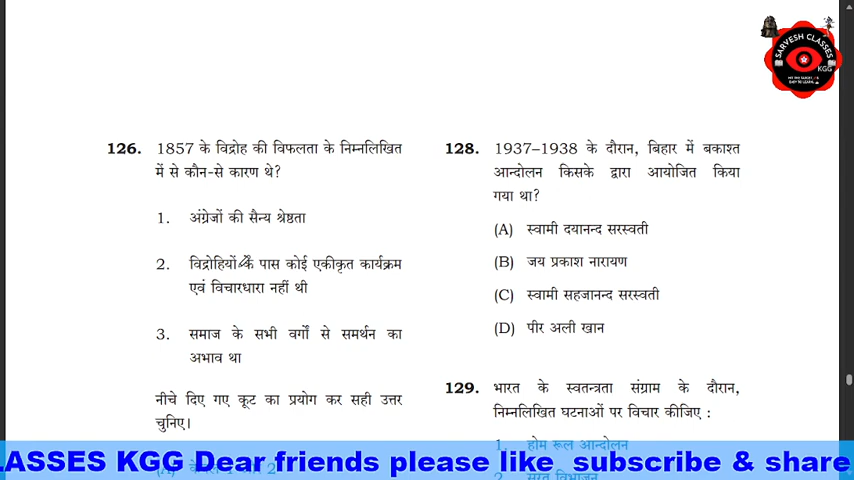 SARVESH CLASSES
KGG
126. 1857 के विद्रोह की विफलता के निम्नलिखित
में से कौन-से कारण थे?
1. अंग्रेजों की सैन्य श्रेष्ठता
2. विद्रोहियों के पास कोई एकीकृत कार्यक्रम
एवं विचारधारा नहीं थी
3. समाज के सभी वर्गों से समर्थन का
अभाव था
नीचे दिए गए कूट का प्रयोग कर सही उत्तर
चुनिए।
128. 1937–1938 के दौरान, बिहार में बकाश्त
आन्दोलन किसके द्वारा आयोजित किया
गया था?
(A) स्वामी दयानन्द सरस्वती
(B) जय प्रकाश नारायण
(C) स्वामी सहजानन्द सरस्वती
(D) पीर अली खान
129. भारत के स्वतन्त्रता संग्राम के दौरान,
निम्नलिखित घटनाओं पर विचार कीजिए :
1. होम रूल आन्दोलन
2. सूरत विभाजन
LASSES KGG Dear friends please like subscribe & share